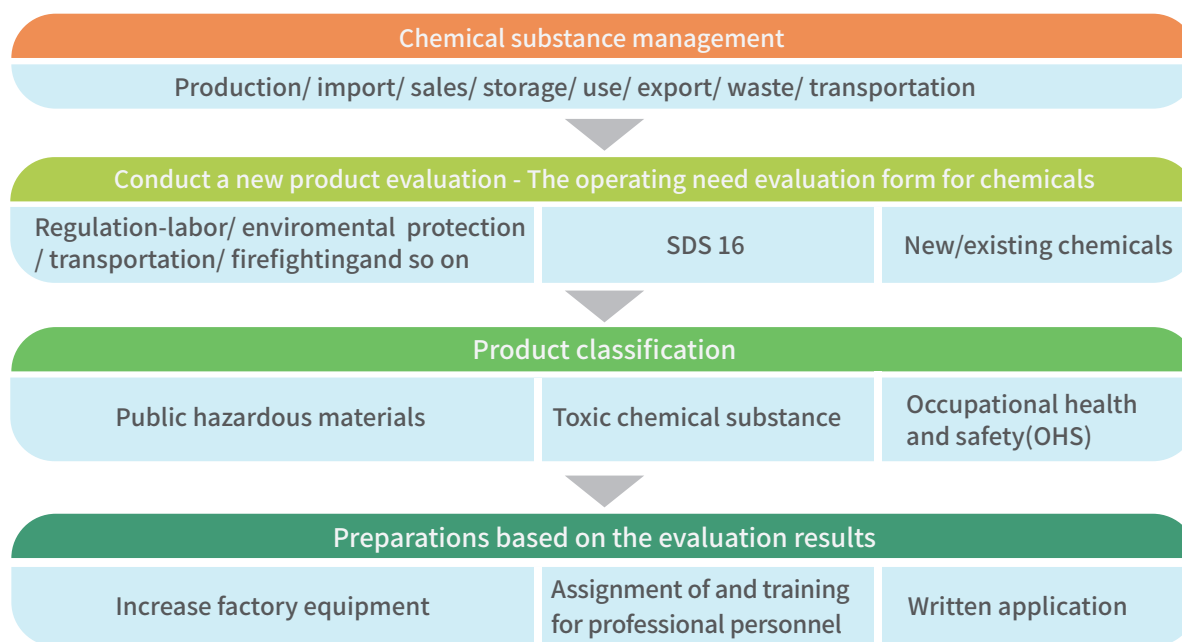 Chemical substance management
Production/ import/ sales/ storage/ use/ export/ waste/ transportation
Conduct a new product evaluation - The operating need evaluation form for chemicals
Regulation-labor/ enviromental protection
/ transportation/ firefightingand so on
SDS 16
New/existing chemicals
Product classification
Public hazardous materials
Toxic chemical substance
Occupational health
and safety(OHS)
Preparations based on the evaluation results
Increase factory equipment
Assignment of and training
for professional personnel
Written application